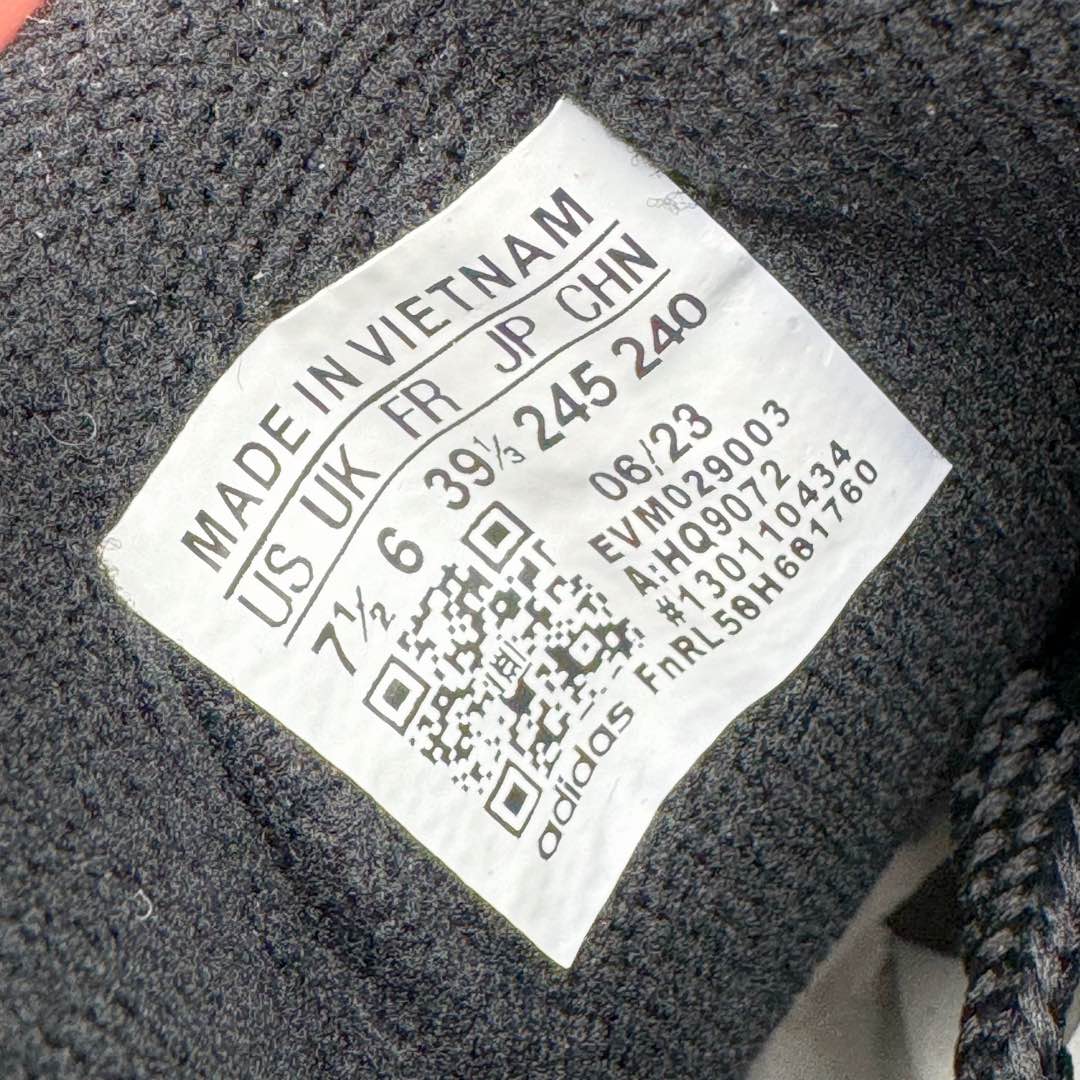 MADE IN VIETNAM
US UK FR JP CHN
7½ 6 39⅓ 245 240
06/23
EVM029003
A:HQ9072
#130110434
adidas FnRL50H681760